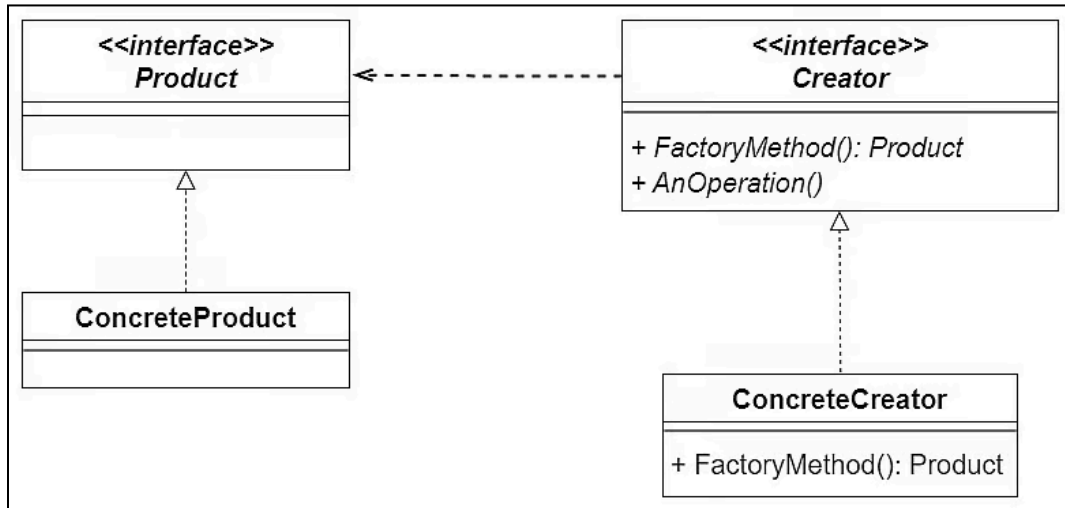 <<interface>>
Product
<<interface>>
Creator
+ FactoryMethod(): Product
+ AnOperation()
ConcreteProduct
ConcreteCreator
+ FactoryMethod(): Product